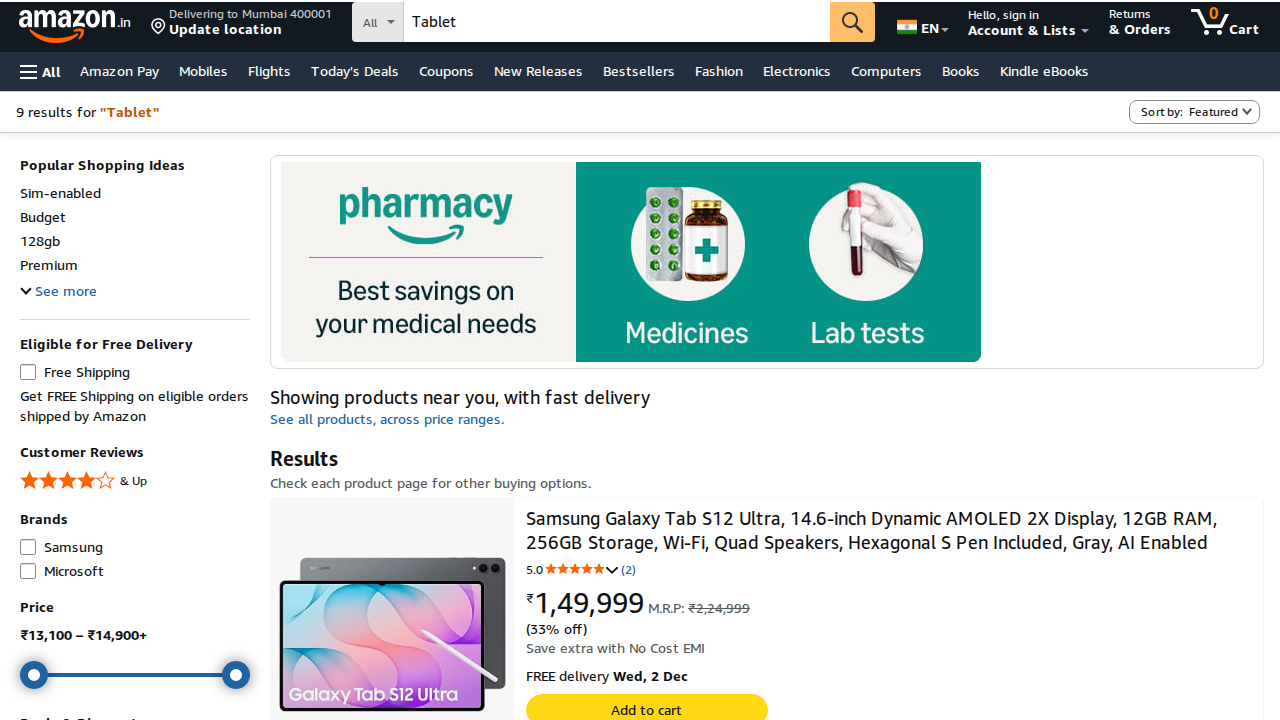 amazon.in
Delivering to Mumbai 400001
Update location
All
Tablet
EN
Hello, sign in
Account & Lists
Returns
& Orders
0
Cart
All
Amazon Pay
Mobiles
Flights
Today's Deals
Coupons
New Releases
Bestsellers
Fashion
Electronics
Computers
Books
Kindle eBooks
9 results for "Tablet"
Sort by: Featured
Popular Shopping Ideas
Sim-enabled
Budget
128gb
Premium
See more
Eligible for Free Delivery
Free Shipping
Get FREE Shipping on eligible orders
shipped by Amazon
Customer Reviews
& Up
Brands
Samsung
Microsoft
Price
₹13,100 – ₹14,900+
pharmacy
Best savings on
your medical needs
Medicines
Lab tests
Showing products near you, with fast delivery
See all products, across price ranges.
Results
Check each product page for other buying options.
Galaxy Tab S12 Ultra
Samsung Galaxy Tab S12 Ultra, 14.6-inch Dynamic AMOLED 2X Display, 12GB RAM,
256GB Storage, Wi-Fi, Quad Speakers, Hexagonal S Pen Included, Gray, AI Enabled
5.0 (2)
₹1,49,999 M.R.P: ₹2,24,999
(33% off)
Save extra with No Cost EMI
FREE delivery Wed, 2 Dec
Add to cart